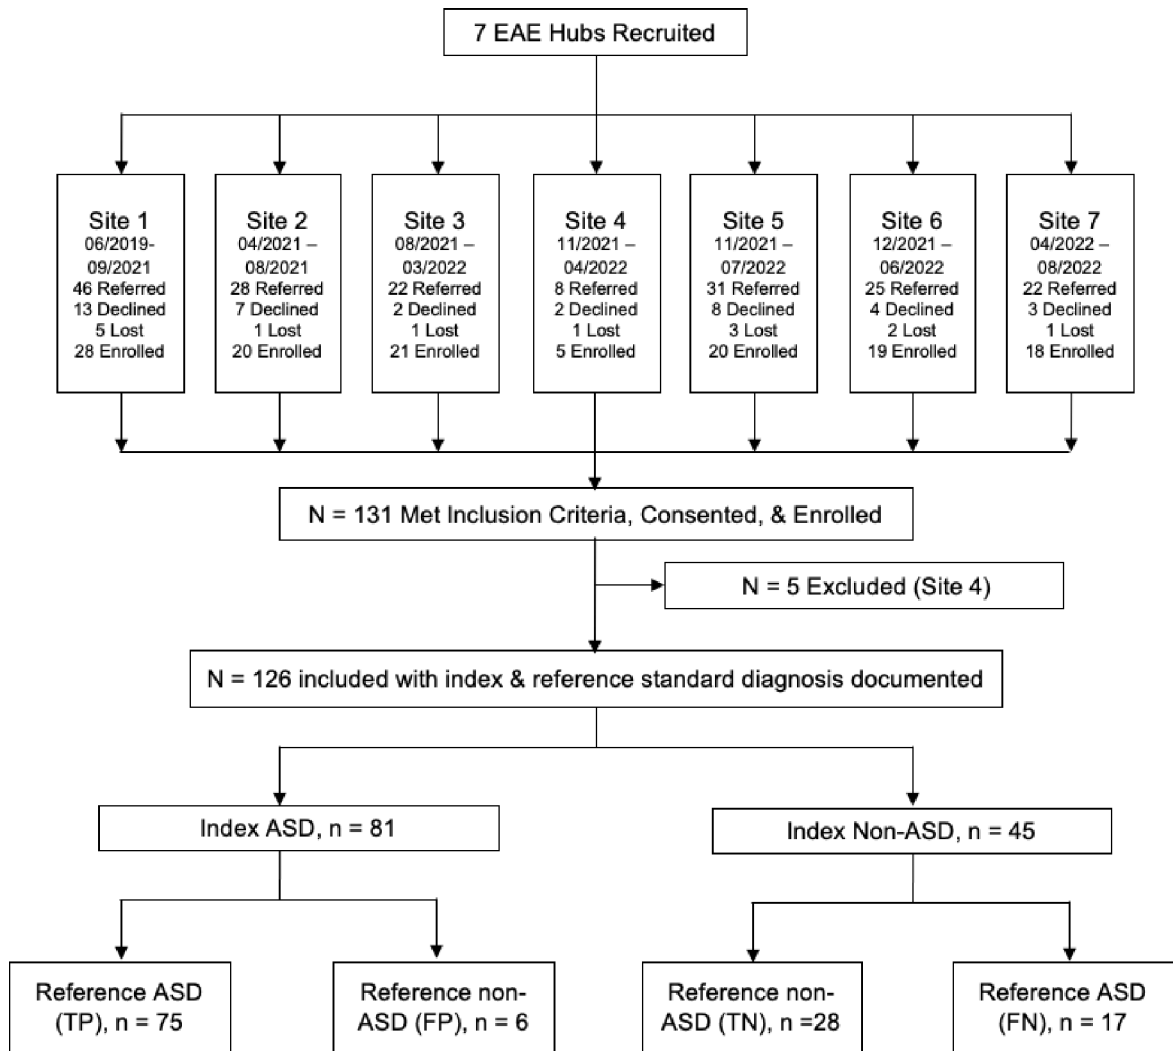 7 EAE Hubs Recruited
Site 1
06/2019-
09/2021
46 Referred
13 Declined
5 Lost
28 Enrolled
Site 2
04/2021 –
08/2021
28 Referred
7 Declined
1 Lost
20 Enrolled
Site 3
08/2021 –
03/2022
22 Referred
2 Declined
1 Lost
21 Enrolled
Site 4
11/2021 –
04/2022
8 Referred
2 Declined
1 Lost
5 Enrolled
Site 5
11/2021 –
07/2022
31 Referred
8 Declined
3 Lost
20 Enrolled
Site 6
12/2021 –
06/2022
25 Referred
4 Declined
2 Lost
19 Enrolled
Site 7
04/2022 –
08/2022
22 Referred
3 Declined
1 Lost
18 Enrolled
N = 131 Met Inclusion Criteria, Consented, & Enrolled
N = 5 Excluded (Site 4)
N = 126 included with index & reference standard diagnosis documented
Index ASD, n = 81
Index Non-ASD, n = 45
Reference ASD
(TP), n = 75
Reference non-
ASD (FP), n = 6
Reference non-
ASD (TN), n =28
Reference ASD
(FN), n = 17